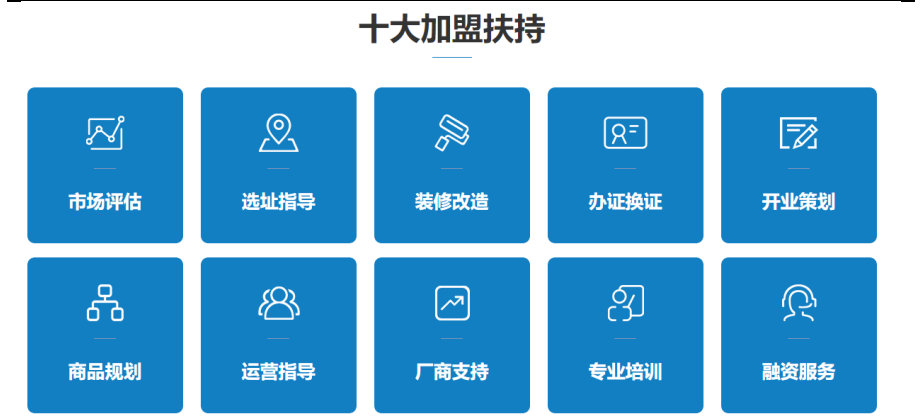 十大加盟扶持
市场评估
选址指导
装修改造
办证换证
开业策划
商品规划
运营指导
厂商支持
专业培训
融资服务